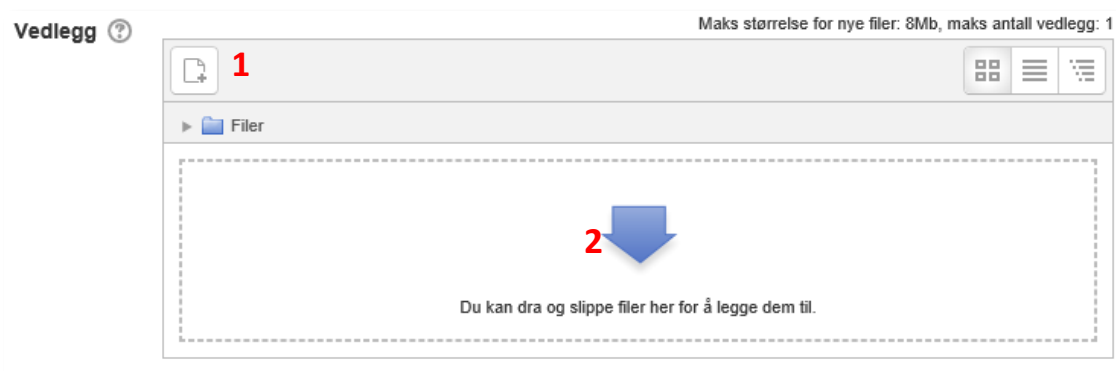 Vedlegg
Maks størrelse for nye filer: 8Mb, maks antall vedlegg: 1
1
Filer
2
Du kan dra og slippe filer her for å legge dem til.